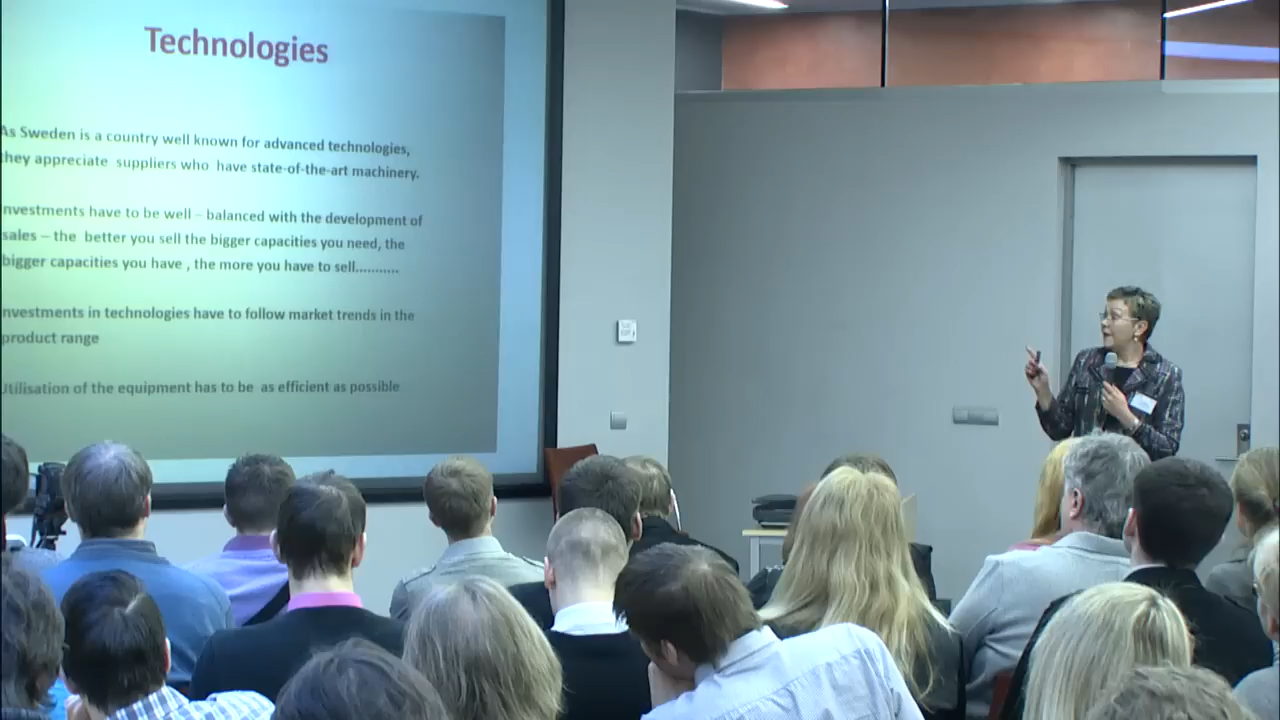 Technologies
As Sweden is a country well known for advanced technologies,
they appreciate suppliers who have state-of-the-art machinery.
nvestments have to be well – balanced with the development of
sales – the better you sell the bigger capacities you need, the
bigger capacities you have , the more you have to sell...........
nvestments in technologies have to follow market trends in the
product range
Utilisation of the equipment has to be as efficient as possible